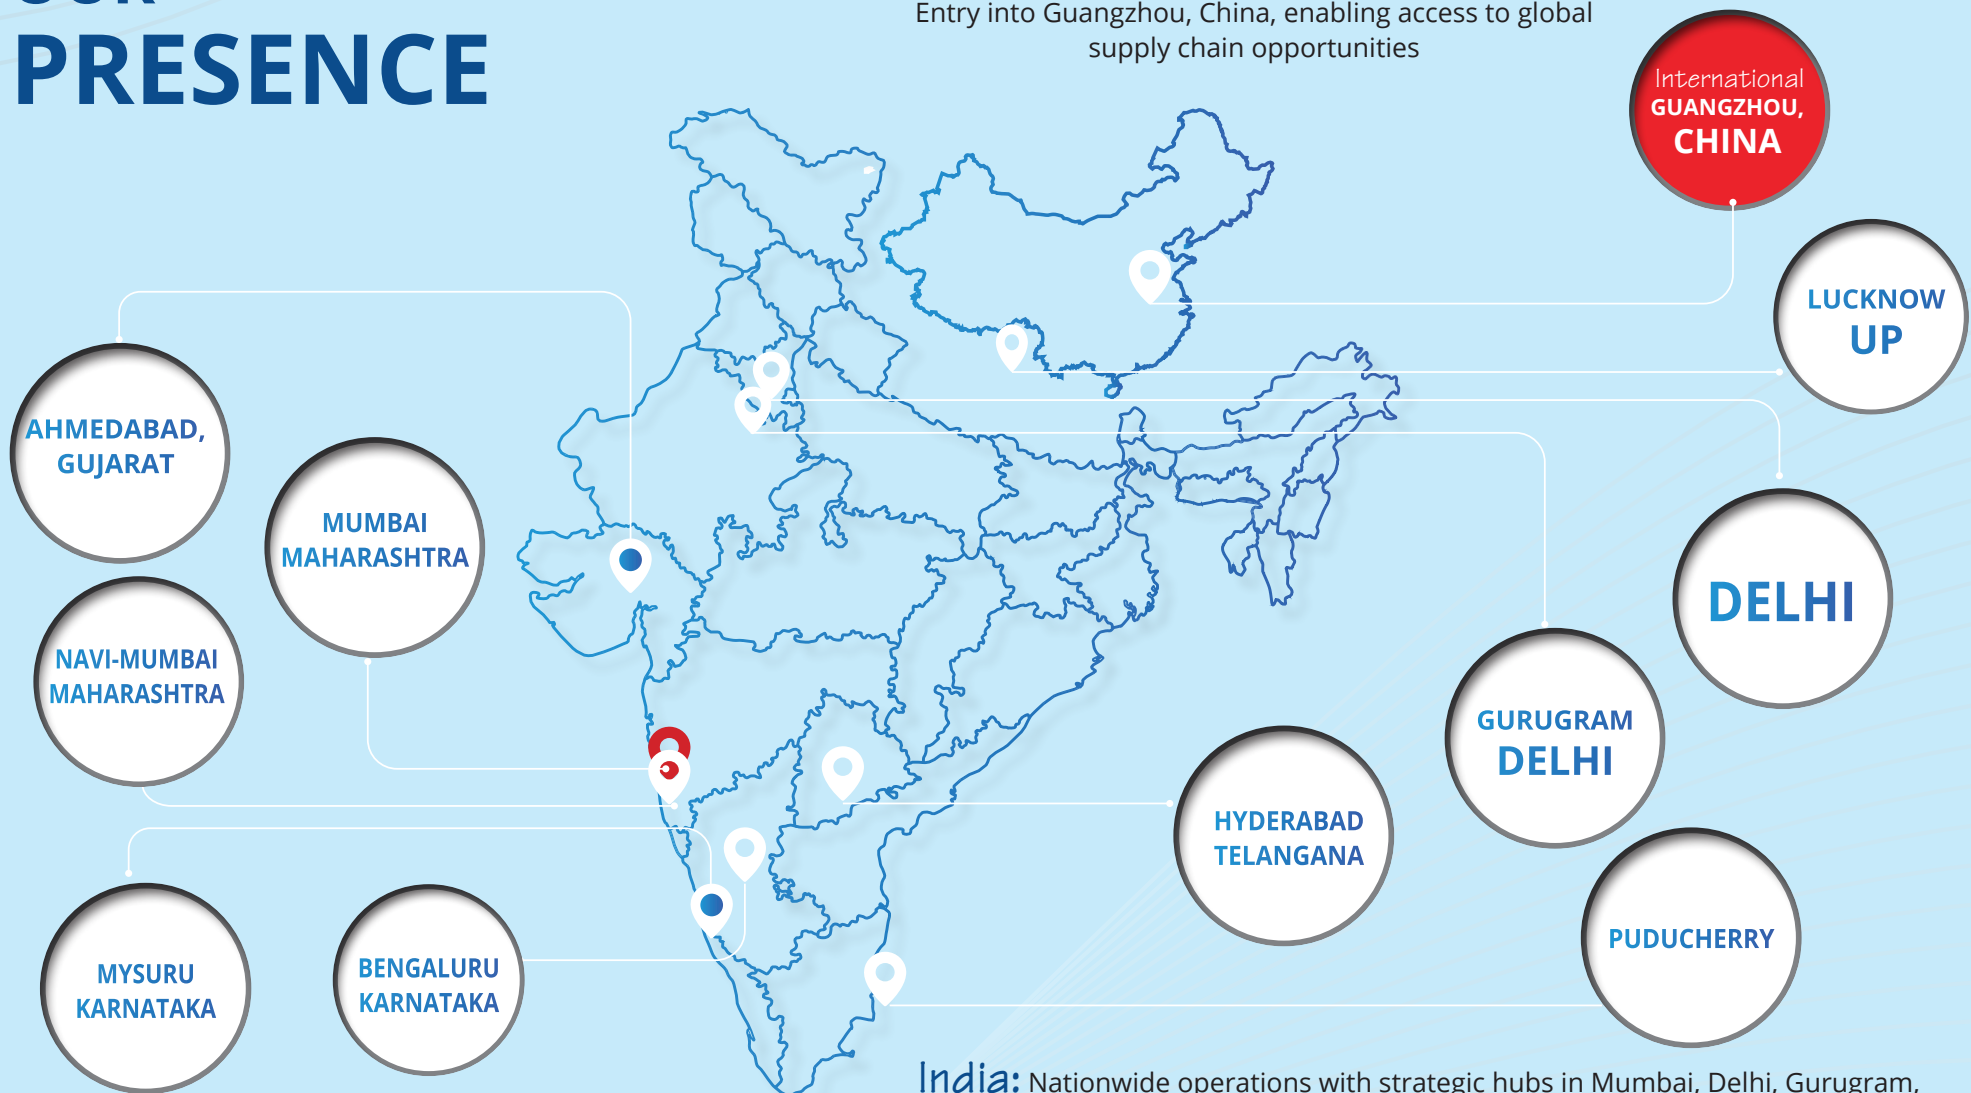 PRESENCE
Entry into Guangzhou, China, enabling access to global
supply chain opportunities
International
GUANGZHOU,
CHINA
LUCKNOW
UP
AHMEDABAD,
GUJARAT
MUMBAI
MAHARASHTRA
DELHI
NAVI-MUMBAI
MAHARASHTRA
GURUGRAM
DELHI
HYDERABAD
TELANGANA
PUDUCHERRY
MYSURU
KARNATAKA
BENGALURU
KARNATAKA
India: Nationwide operations with strategic hubs in Mumbai, Delhi, Gurugram,